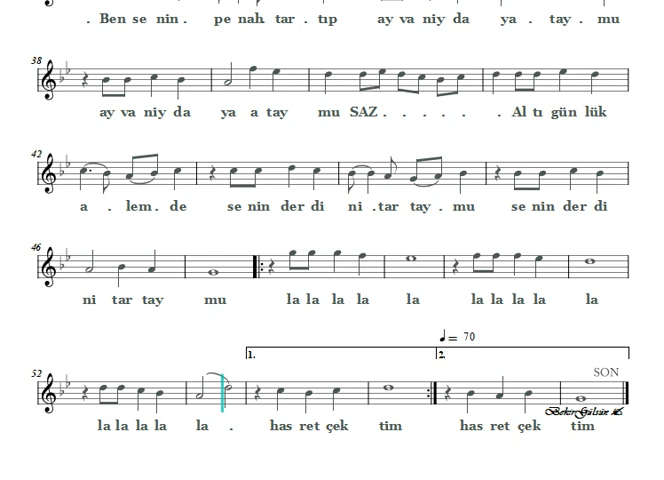 . Ben se nin . pe nah . tar . tıp ay va niy da ya . tay . mu
38
ay va niy da ya a tay mu SAZ . . . . . . Al tı gün lük
42
a . lem . de se nin der di ni . tar tay . mu se nin der di
46
ni tar tay mu la la la la la la la la la la
= 70
1. 2.
52 SON
Bekir Gülsün
la la la la la . has ret çek tim has ret çek tim